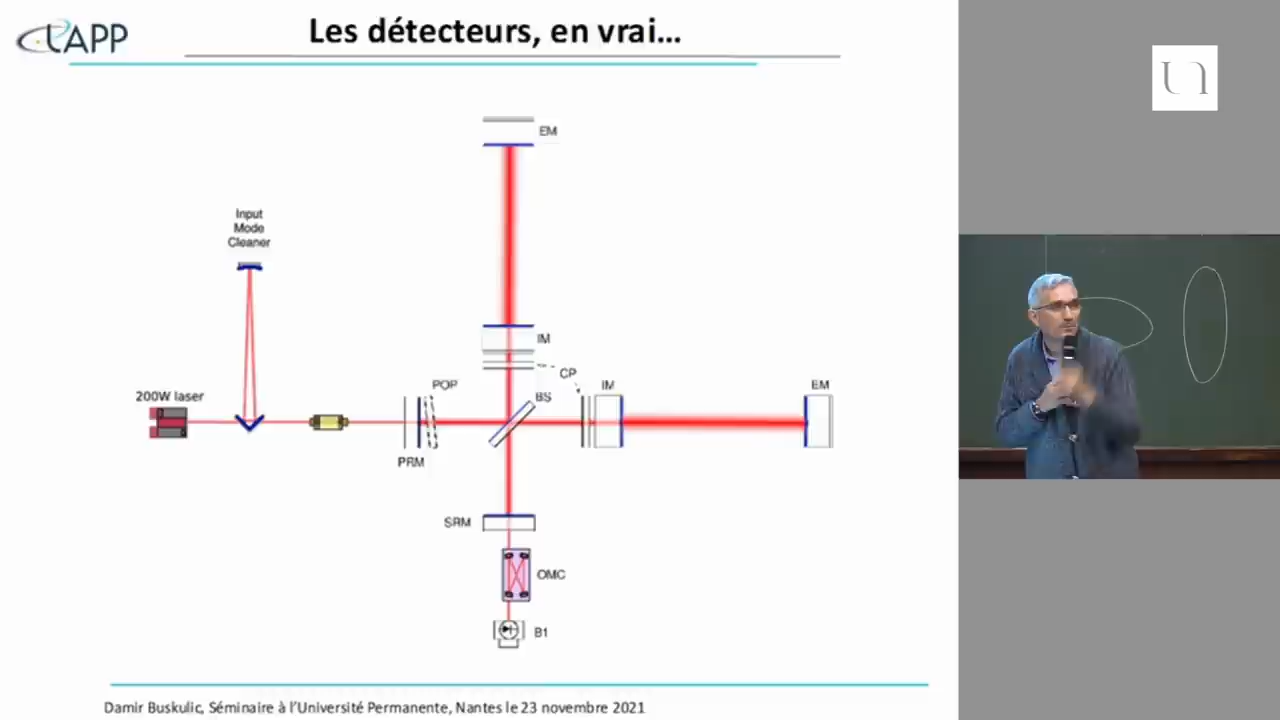 LAPP
Les détecteurs, en vrai...
EM
Input
Mode
Cleaner
IM
CP
200W laser
POP
BS
IM
EM
PRM
SRM
OMC
B1
Damir Buskulic, Séminaire à l'Université Permanente, Nantes le 23 novembre 2021